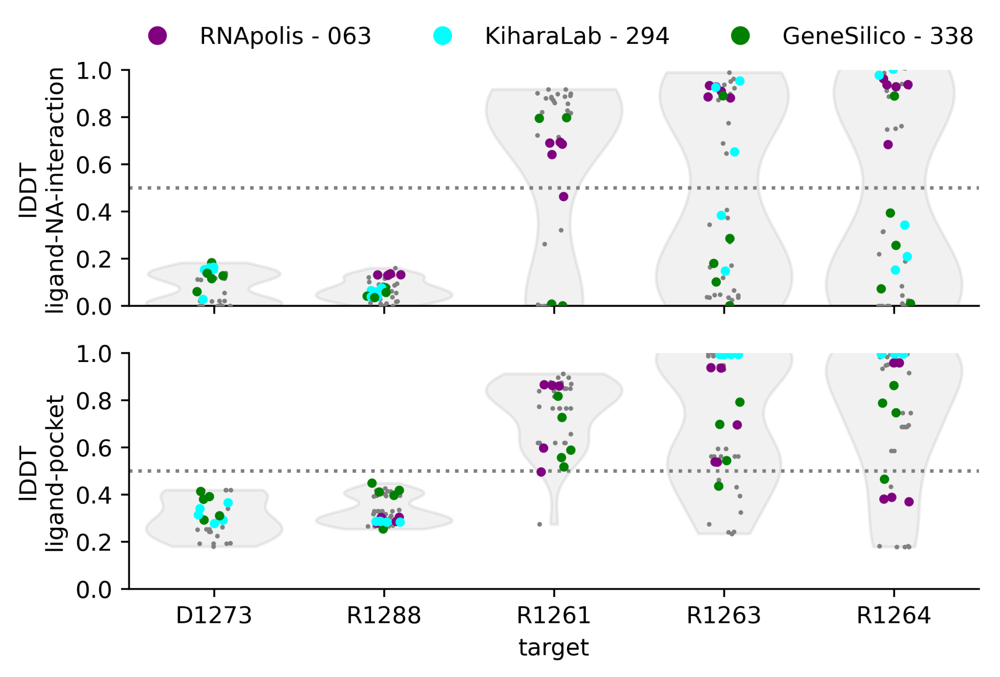 RNApolis - 063 KiharaLab - 294 GeneSilico - 338
lDDT
ligand-NA-interaction
1.0
0.8
0.6
0.4
0.2
0.0
lDDT
ligand-pocket
1.0
0.8
0.6
0.4
0.2
0.0
D1273 R1288 R1261 R1263 R1264
target